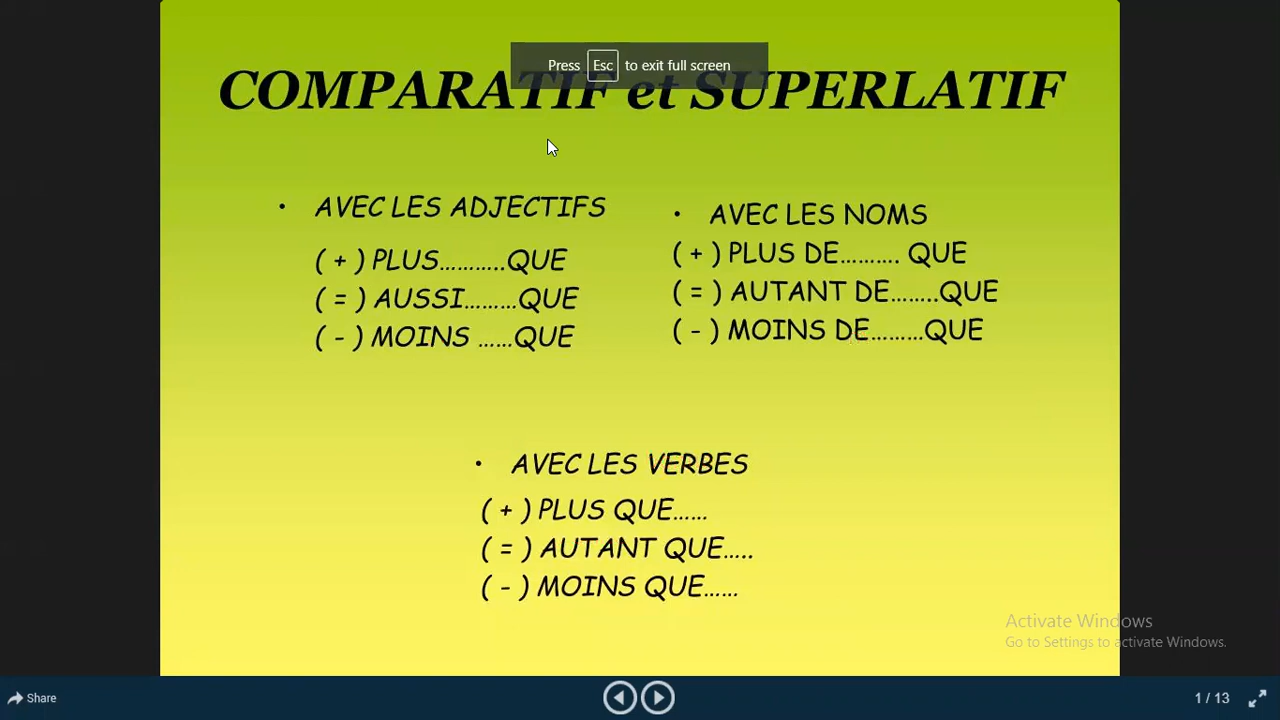 Press Esc to exit full screen
COMPARATIF et SUPERLATIF
• AVEC LES ADJECTIFS
( + ) PLUS………..QUE
( = ) AUSSI………QUE
( - ) MOINS ……QUE
• AVEC LES NOMS
( + ) PLUS DE………. QUE
( = ) AUTANT DE……..QUE
( - ) MOINS DE………QUE
• AVEC LES VERBES
( + ) PLUS QUE……
( = ) AUTANT QUE…..
( - ) MOINS QUE……
Activate Windows
Go to Settings to activate Windows.
Share
1 / 13